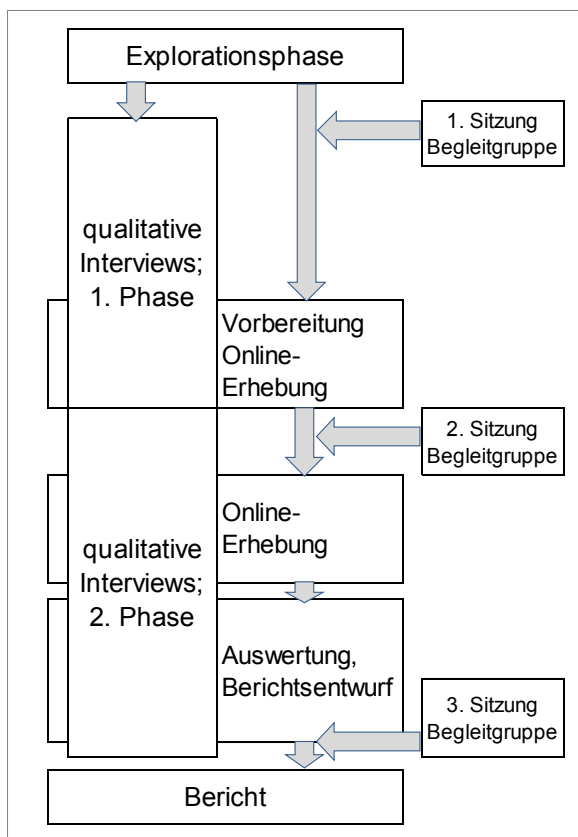 Explorationsphase
1. Sitzung
Begleitgruppe
qualitative
Interviews;
1. Phase
Vorbereitung
Online-
Erhebung
2. Sitzung
Begleitgruppe
Online-
Erhebung
qualitative
Interviews;
2. Phase
Auswertung,
Berichtsentwurf
3. Sitzung
Begleitgruppe
Bericht